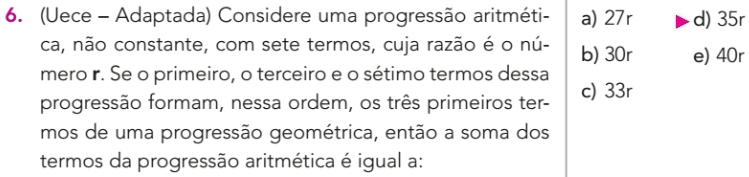 6. (Uece – Adaptada) Considere uma progressão aritméti-
ca, não constante, com sete termos, cuja razão é o nú-
mero r. Se o primeiro, o terceiro e o sétimo termos dessa
progressão formam, nessa ordem, os três primeiros ter-
mos de uma progressão geométrica, então a soma dos
termos da progressão aritmética é igual a:
a) 27r
b) 30r
c) 33r
d) 35r
e) 40r